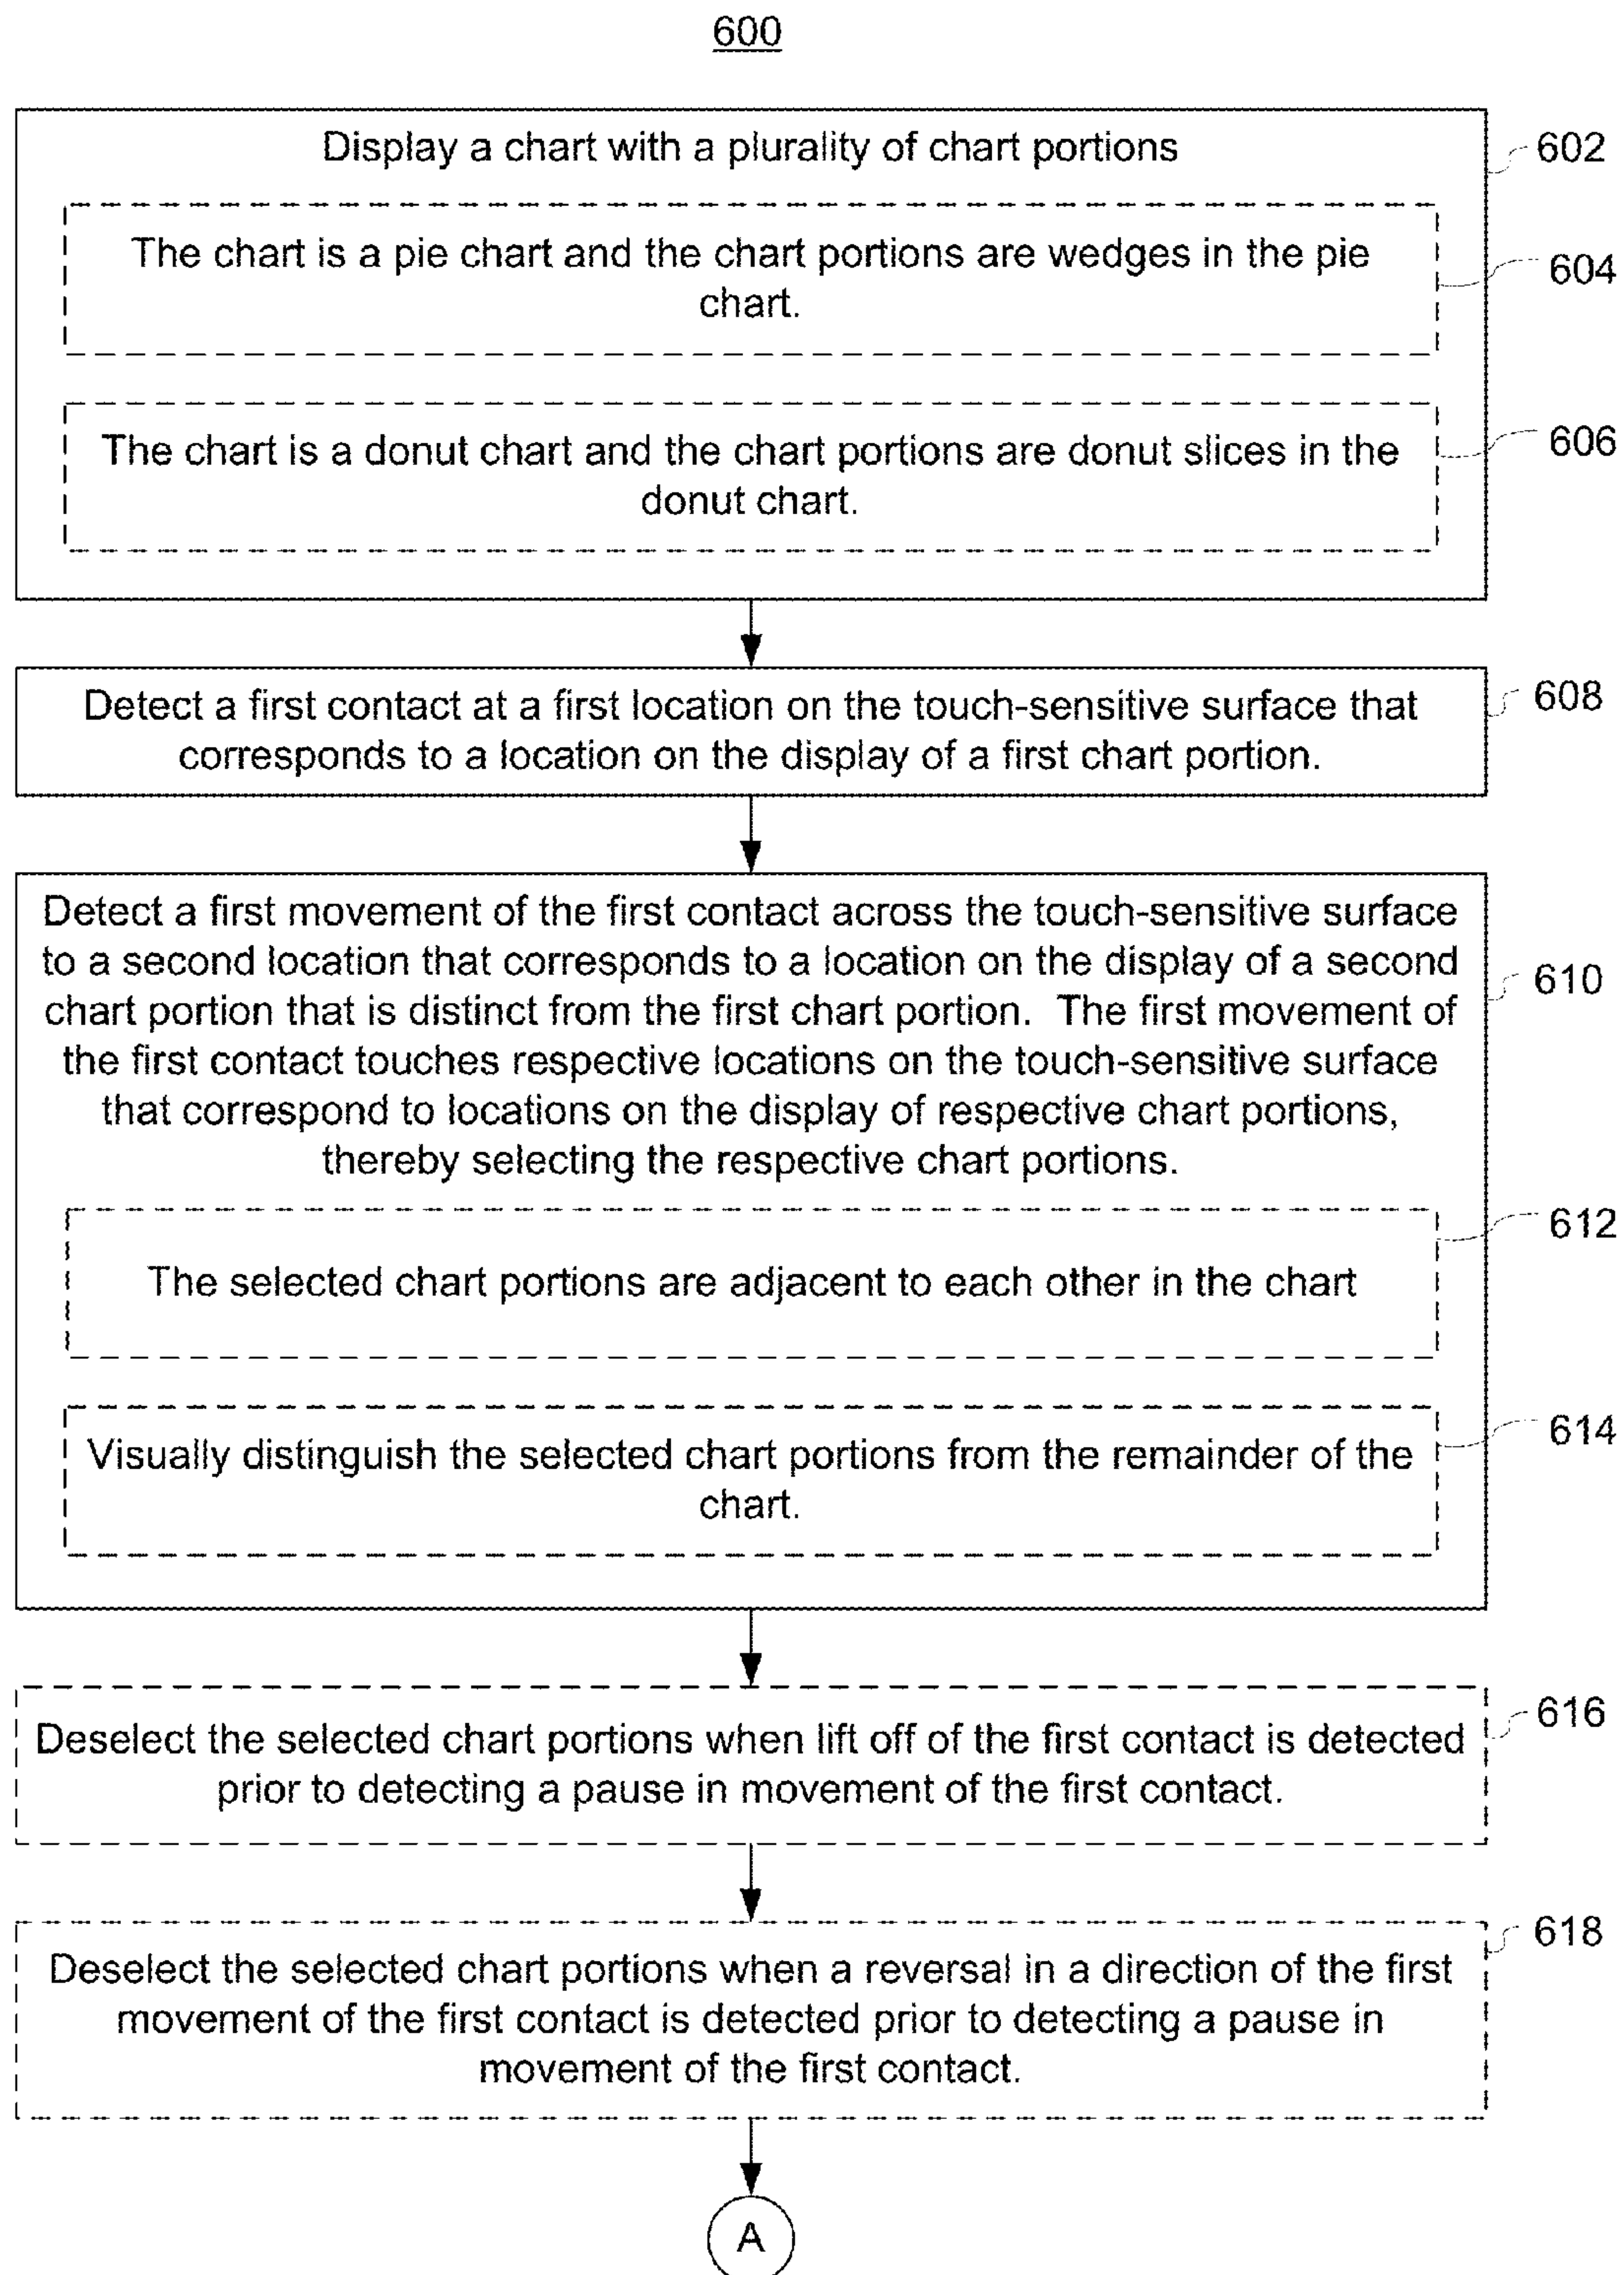 600
Display a chart with a plurality of chart portions
602
The chart is a pie chart and the chart portions are wedges in the pie
chart.
604
The chart is a donut chart and the chart portions are donut slices in the
donut chart.
606
Detect a first contact at a first location on the touch-sensitive surface that
corresponds to a location on the display of a first chart portion.
608
Detect a first movement of the first contact across the touch-sensitive surface
to a second location that corresponds to a location on the display of a second
chart portion that is distinct from the first chart portion. The first movement of
the first contact touches respective locations on the touch-sensitive surface
that correspond to locations on the display of respective chart portions,
thereby selecting the respective chart portions.
610
The selected chart portions are adjacent to each other in the chart
612
Visually distinguish the selected chart portions from the remainder of the
chart.
614
Deselect the selected chart portions when lift off of the first contact is detected
prior to detecting a pause in movement of the first contact.
616
Deselect the selected chart portions when a reversal in a direction of the first
movement of the first contact is detected prior to detecting a pause in
movement of the first contact.
618
A